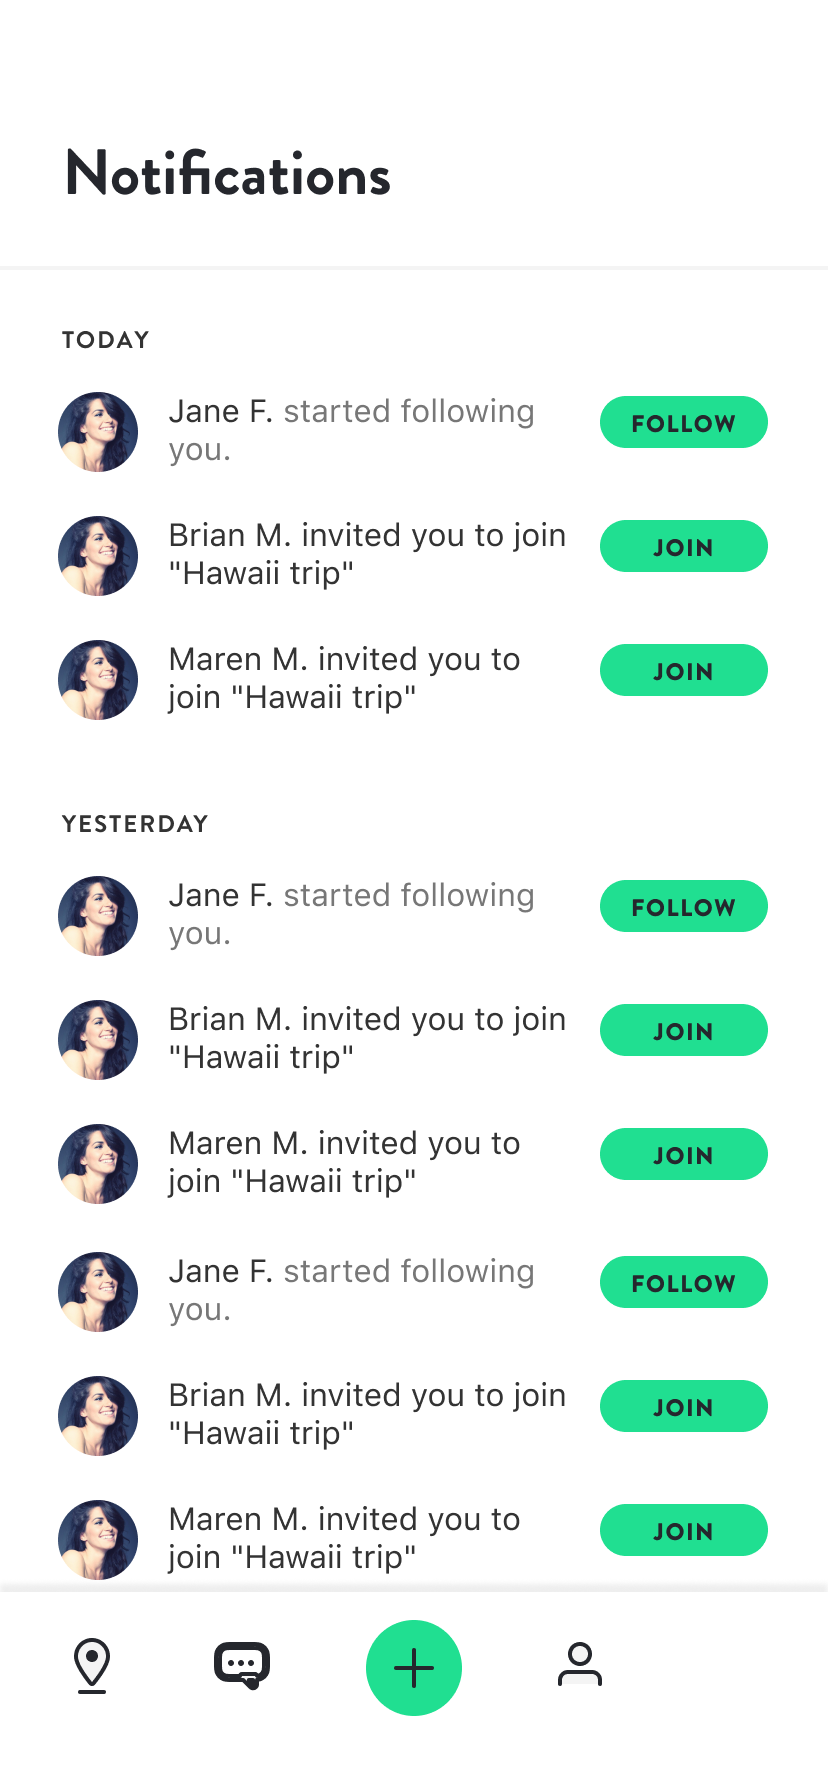 Notifications
TODAY
Jane F. started following
you.
FOLLOW
Brian M. invited you to join
"Hawaii trip"
JOIN
Maren M. invited you to
join "Hawaii trip"
JOIN
YESTERDAY
Jane F. started following
you.
FOLLOW
Brian M. invited you to join
"Hawaii trip"
JOIN
Maren M. invited you to
join "Hawaii trip"
JOIN
Jane F. started following
you.
FOLLOW
Brian M. invited you to join
"Hawaii trip"
JOIN
Maren M. invited you to
join "Hawaii trip"
JOIN